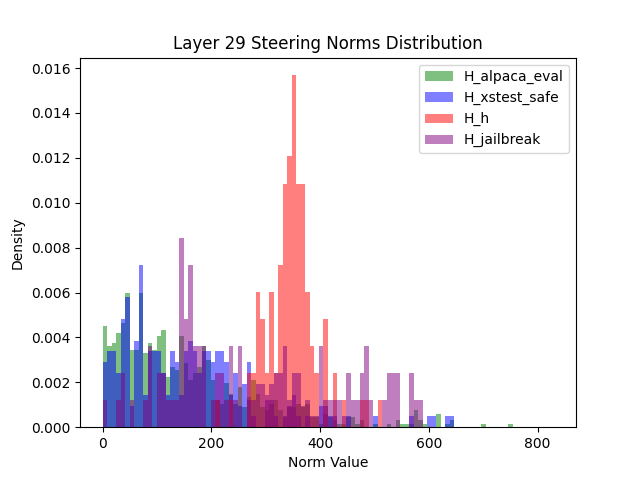 Layer 29 Steering Norms Distribution
H_alpaca_eval
H_xstest_safe
H_h
H_jailbreak
0.016
0.014
0.012
0.010
0.008
0.006
0.004
0.002
0.000
Density
0 200 400 600 800
Norm Value